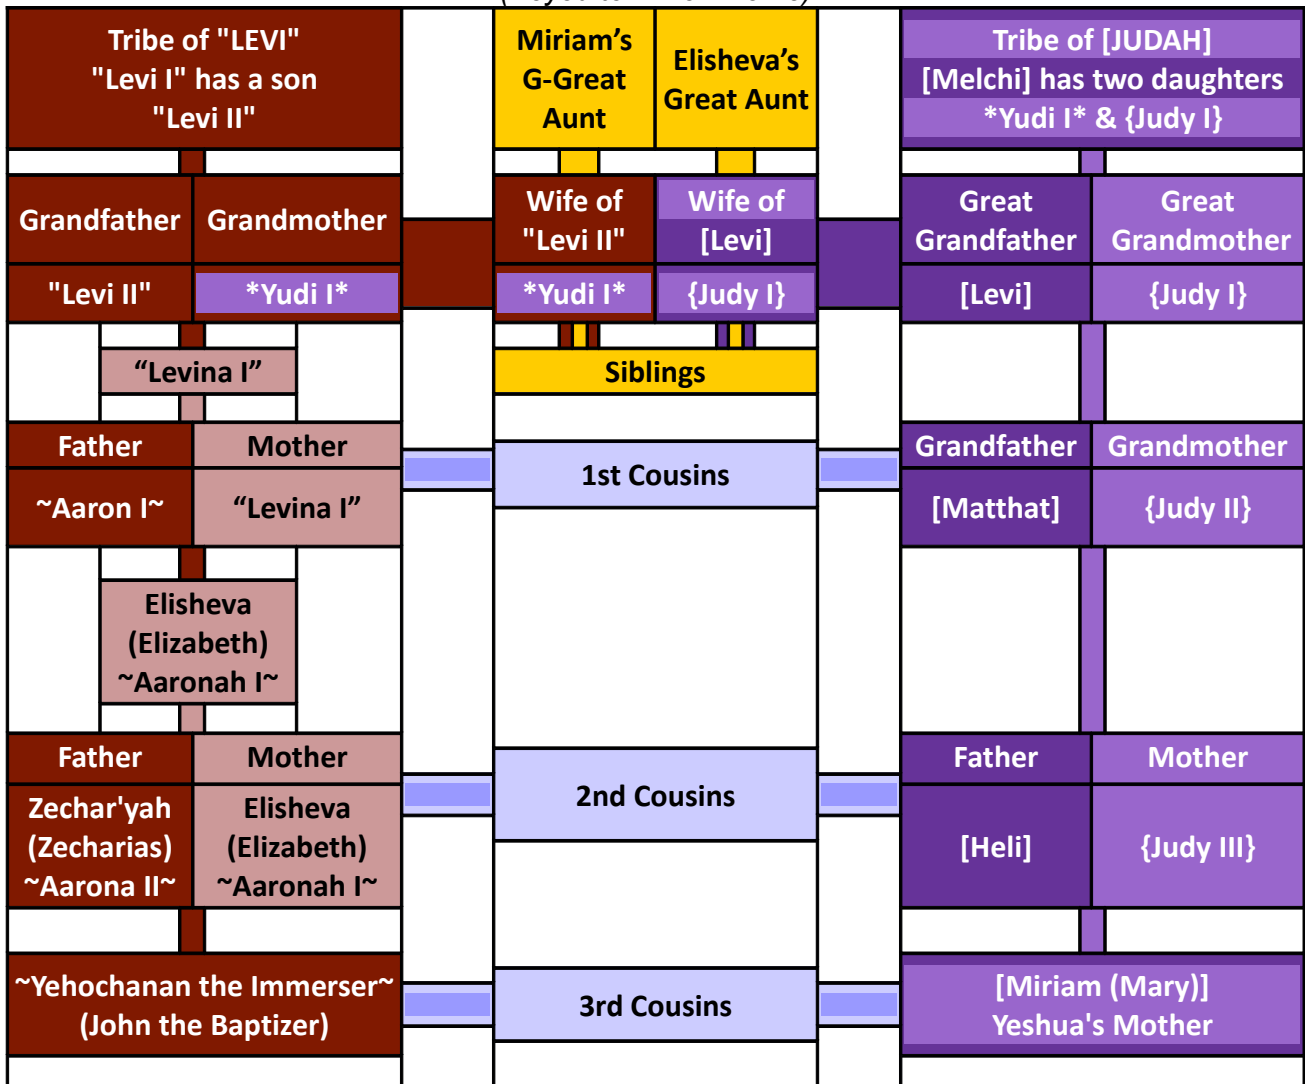 Tribe of "LEVI"
"Levi I" has a son
"Levi II"
Miriam’s
G-Great
Aunt
Elisheva’s
Great Aunt
Tribe of [JUDAH]
[Melchi] has two daughters
*Yudi I* & {Judy I}
Grandfather
Grandmother
Wife of
"Levi II"
Wife of
[Levi]
Great
Grandfather
Great
Grandmother
"Levi II"
*Yudi I*
*Yudi I*
{Judy I}
[Levi]
{Judy I}
“Levina I”
Siblings
Father
Mother
1st Cousins
Grandfather
Grandmother
~Aaron I~
“Levina I”
[Matthat]
{Judy II}
Elisheva
(Elizabeth)
~Aaronah I~
Father
Mother
2nd Cousins
Father
Mother
Zechar'yah
(Zecharias)
~Aarona II~
Elisheva
(Elizabeth)
~Aaronah I~
[Heli]
{Judy III}
~Yehochanan the Immerser~
(John the Baptizer)
3rd Cousins
[Miriam (Mary)]
Yeshua's Mother